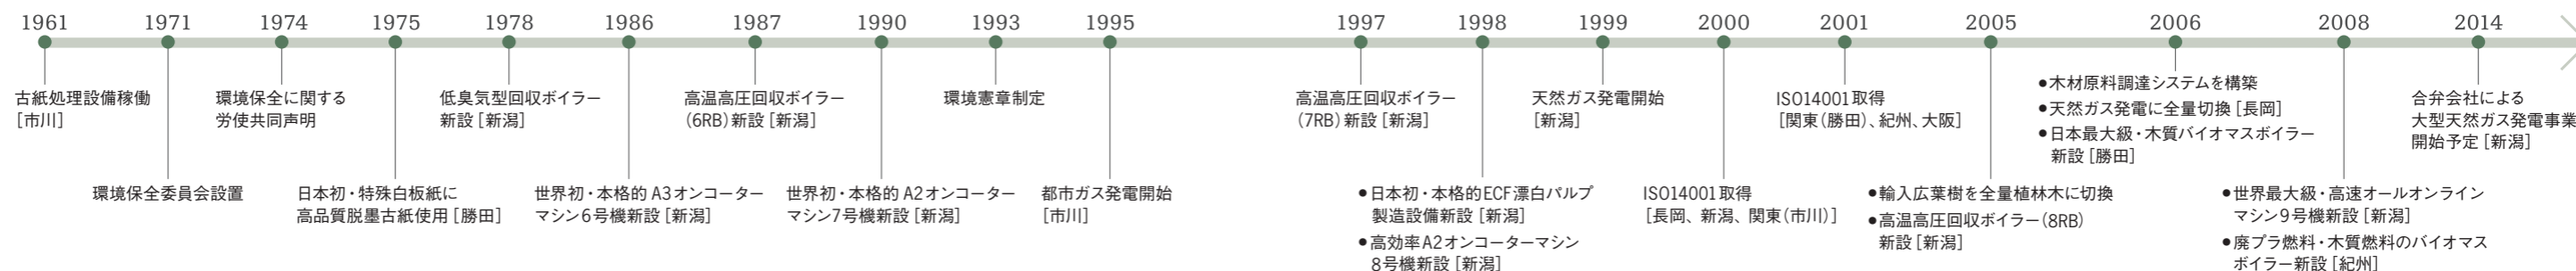 1961
古紙処理設備稼働
[市川]
1971
環境保全委員会設置
1974
環境保全に関する
労使共同声明
1975
日本初・特殊白板紙に
高品質脱墨古紙使用[勝田]
1978
低臭気型回収ボイラー
新設[新潟]
1986
世界初・本格的A3オンコーター
マシン6号機新設[新潟]
1987
高温高圧回収ボイラー
(6RB)新設[新潟]
1990
世界初・本格的A2オンコーター
マシン7号機新設[新潟]
1993
環境憲章制定
1995
都市ガス発電開始
[市川]
1997
高温高圧回収ボイラー
(7RB)新設[新潟]
1998
●日本初・本格的ECF漂白パルプ
製造設備新設[新潟]
●高効率A2オンコーターマシン
8号機新設[新潟]
1999
天然ガス発電開始
[新潟]
2000
ISO14001取得
[長岡、新潟、関東(市川)]
2001
ISO14001取得
[関東(勝田)、紀州、大阪]
2005
●輸入広葉樹を全量植林木に切換
●高温高圧回収ボイラー(8RB)
新設[新潟]
2006
●木材原料調達システムを構築
●天然ガス発電に全量切換[長岡]
●日本最大級・木質バイオマスボイラー
新設[勝田]
2008
●世界最大級・高速オールオンライン
マシン9号機新設[新潟]
●廃プラ燃料・木質燃料のバイオマス
ボイラー新設[紀州]
2014
合弁会社による
大型天然ガス発電事業
開始予定[新潟]